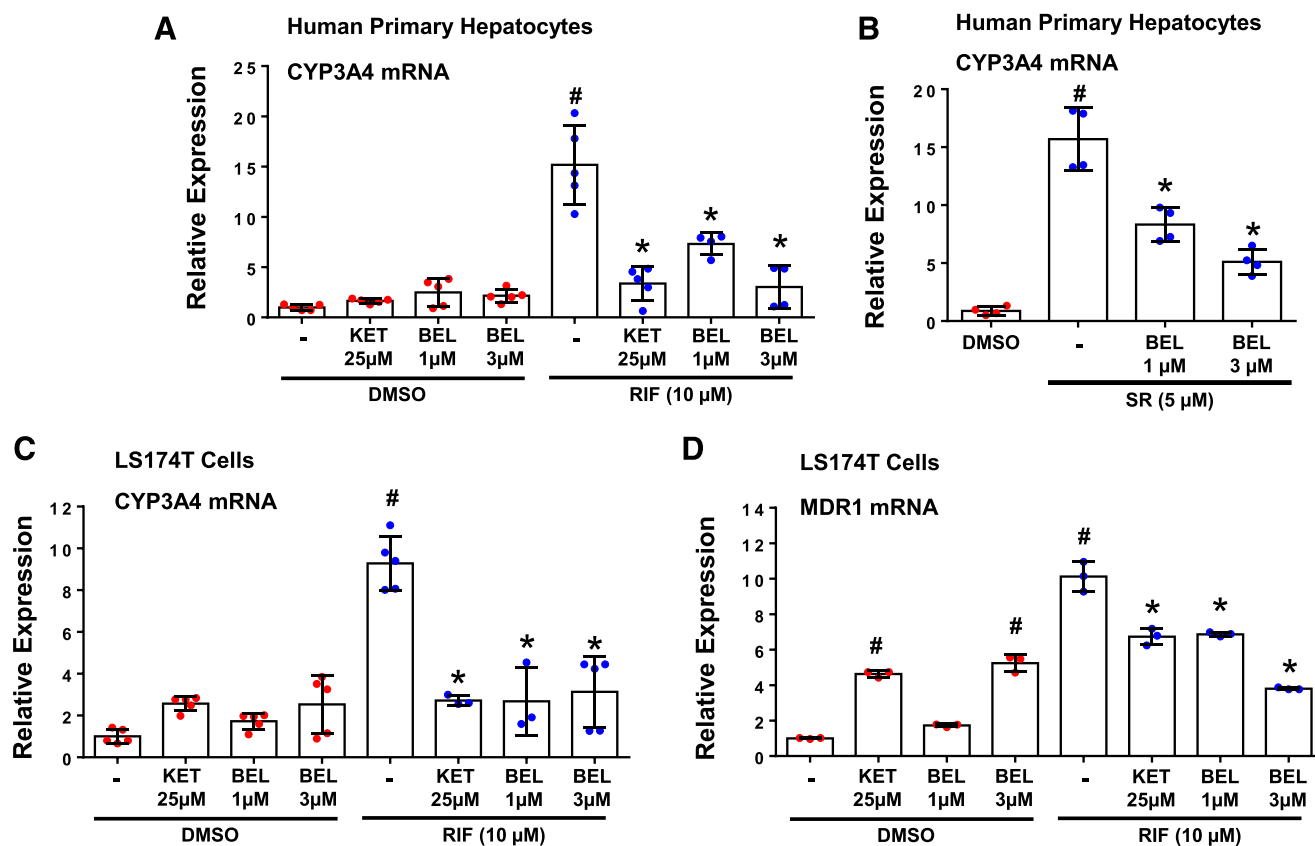 A
Human Primary Hepatocytes
CYP3A4 mRNA
Relative Expression
25
20
15
10
5
0
#
*
*
*
-
KET
25µM
BEL
1µM
BEL
3µM
-
KET
25µM
BEL
1µM
BEL
3µM
DMSO
RIF (10 µM)
B
Human Primary Hepatocytes
CYP3A4 mRNA
Relative Expression
20
15
10
5
0
#
*
*
DMSO
-
BEL
1 µM
BEL
3 µM
SR (5 µM)
C
LS174T Cells
CYP3A4 mRNA
Relative Expression
12
10
8
6
4
2
0
#
*
*
*
-
KET
25µM
BEL
1µM
BEL
3µM
-
KET
25µM
BEL
1µM
BEL
3µM
DMSO
RIF (10 µM)
D
LS174T Cells
MDR1 mRNA
Relative Expression
14
12
10
8
6
4
2
0
#
#
#
*
*
*
-
KET
25µM
BEL
1µM
BEL
3µM
-
KET
25µM
BEL
1µM
BEL
3µM
DMSO
RIF (10 µM)